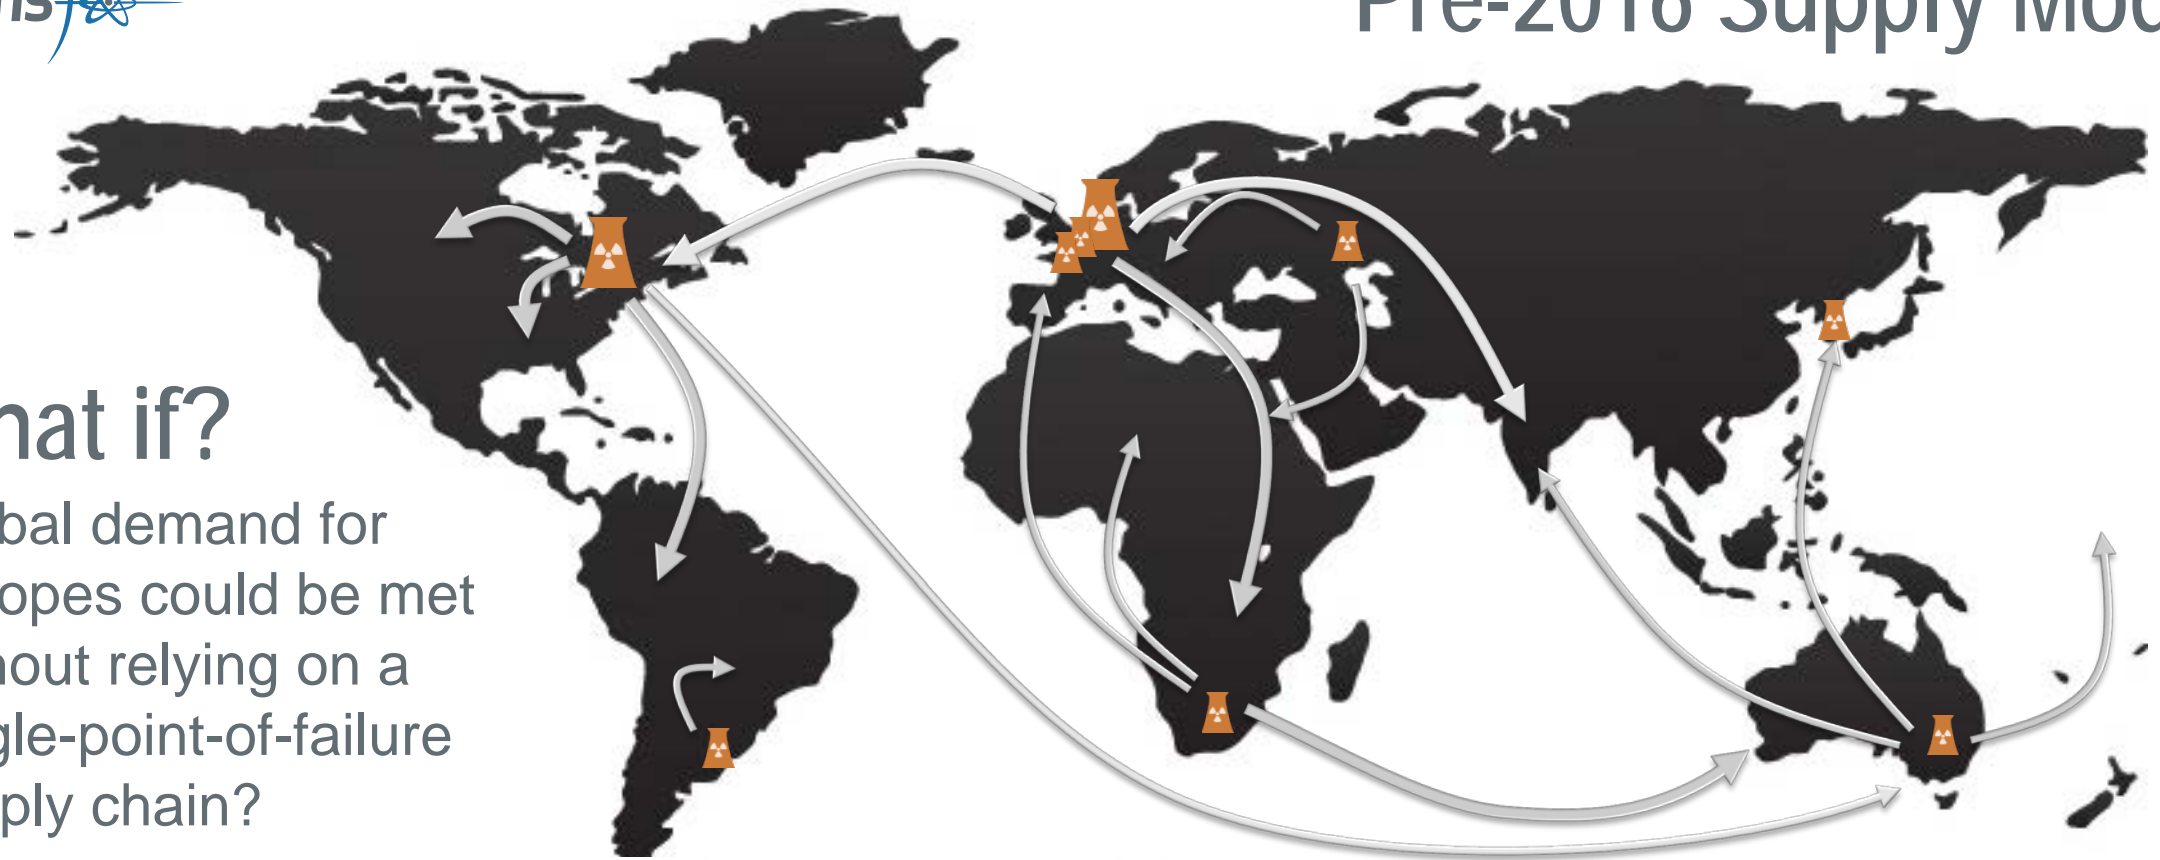 ns
Pre-2016 Supply Mod
hat if?
bal demand for
opes could be met
hout relying on a
gle-point-of-failure
ply chain?